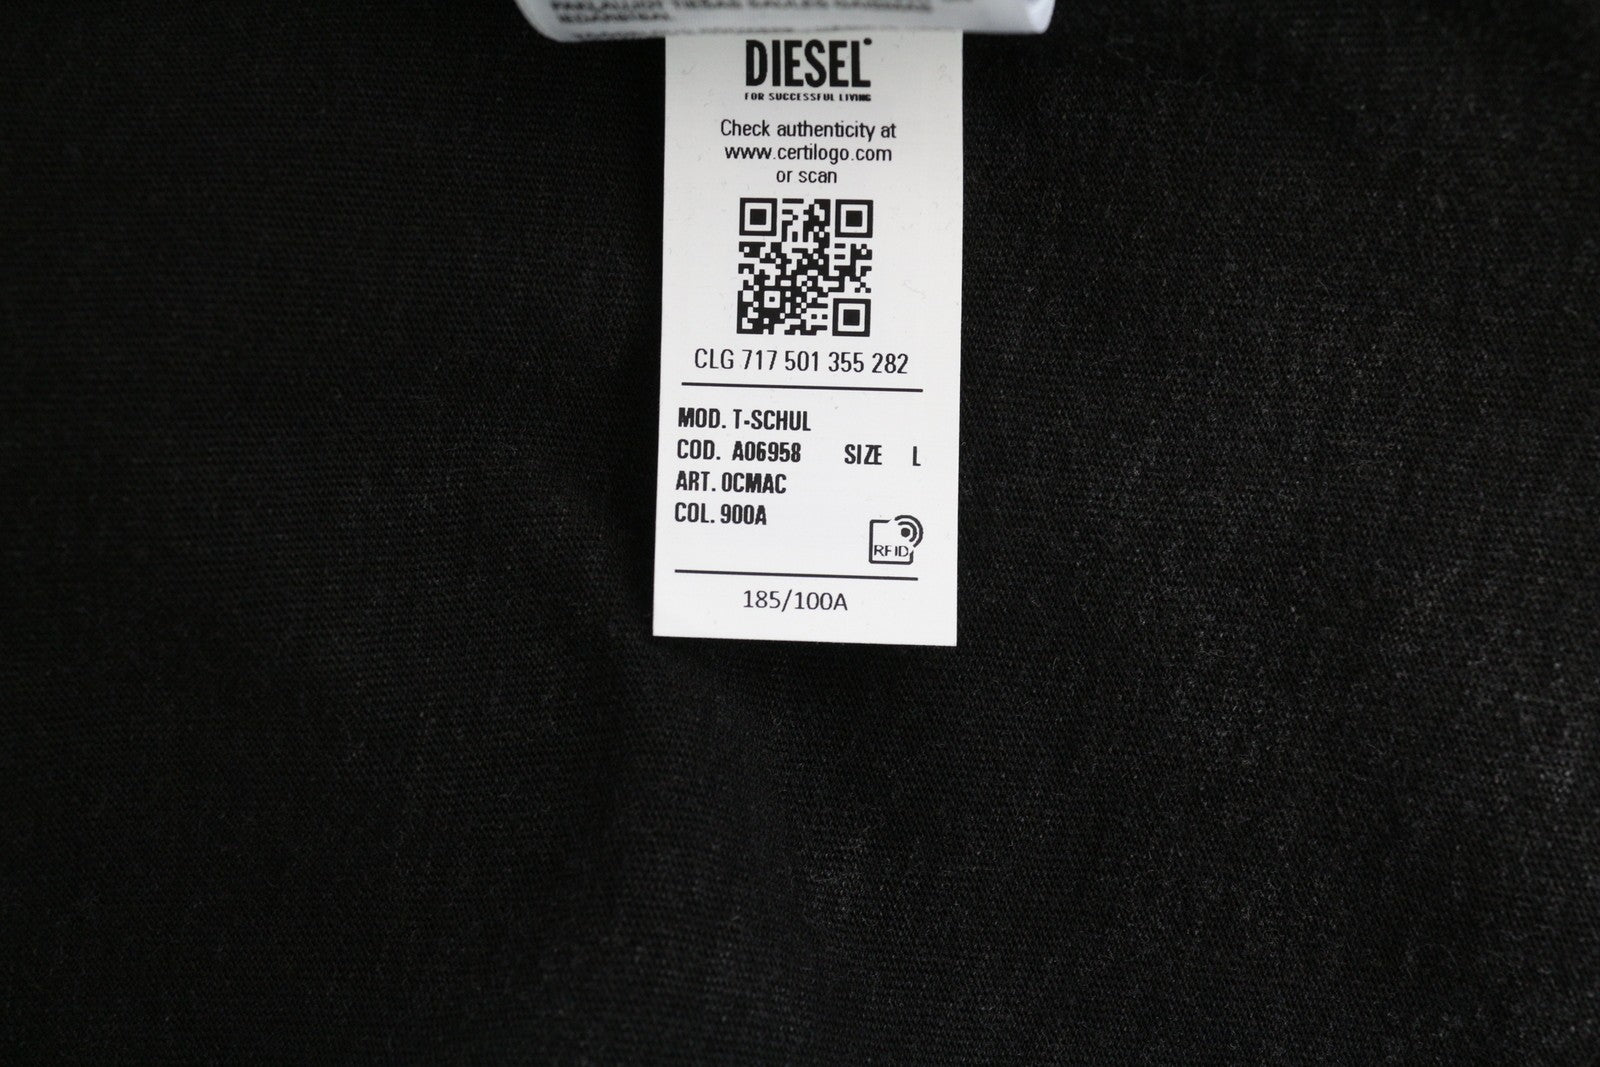 DIESEL
FOR SUCCESSFUL LIVING
Check authenticity at
www.certilogo.com
or scan
CLG 717 501 355 282
MOD. T-SCHUL
COD. A06958 SIZE L
ART. 0CMAC
COL. 900A
RFID
185/100A